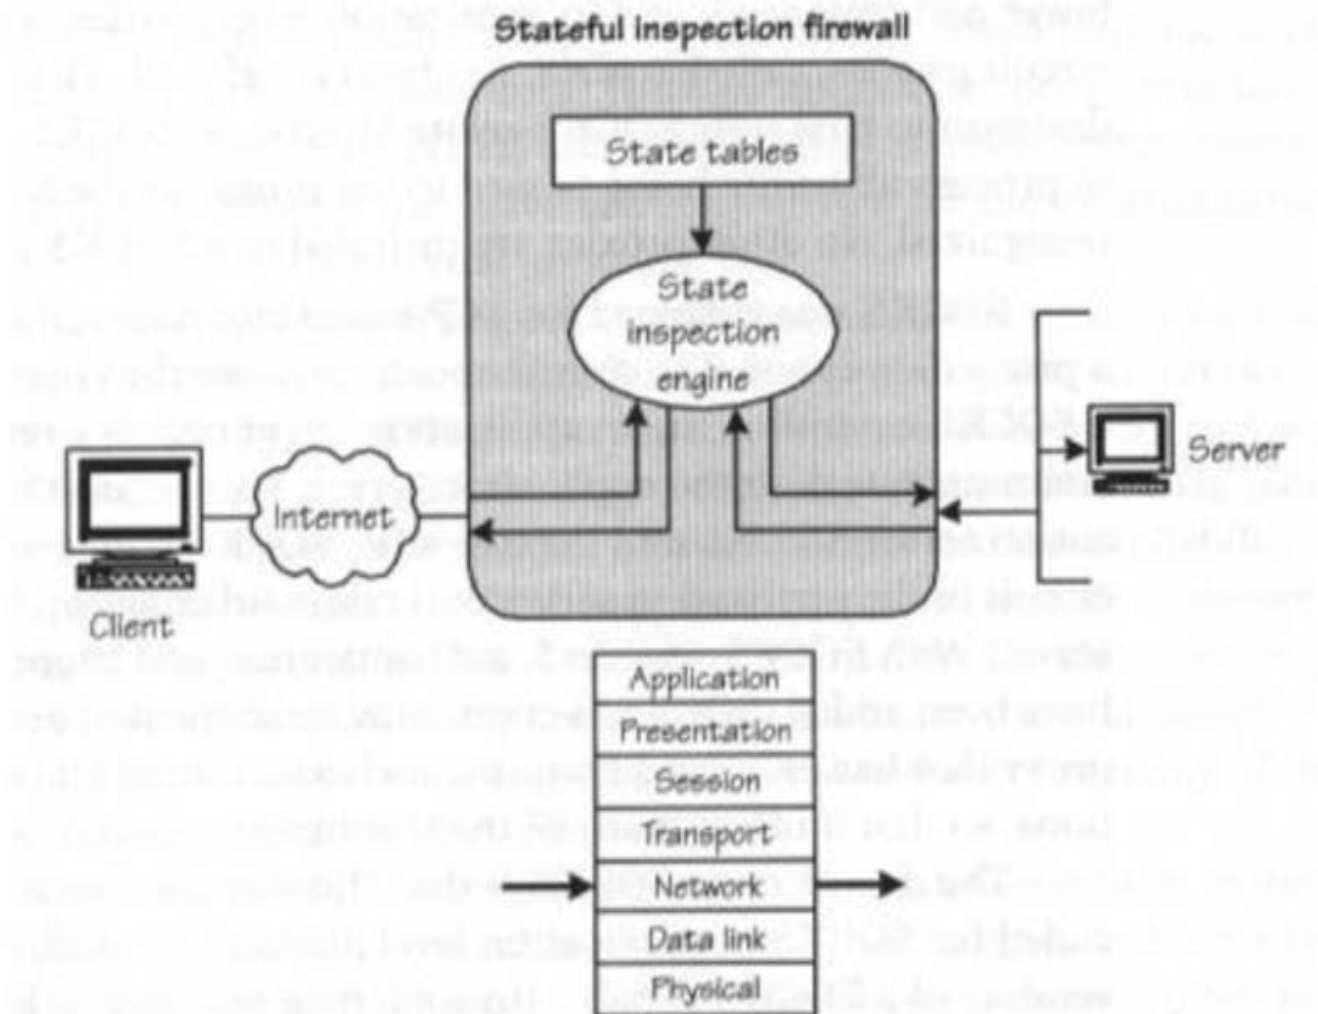 Stateful inspection firewall
State tables
State
inspection
engine
Internet
Client
Server
Application
Presentation
Session
Transport
Network
Data link
Physical